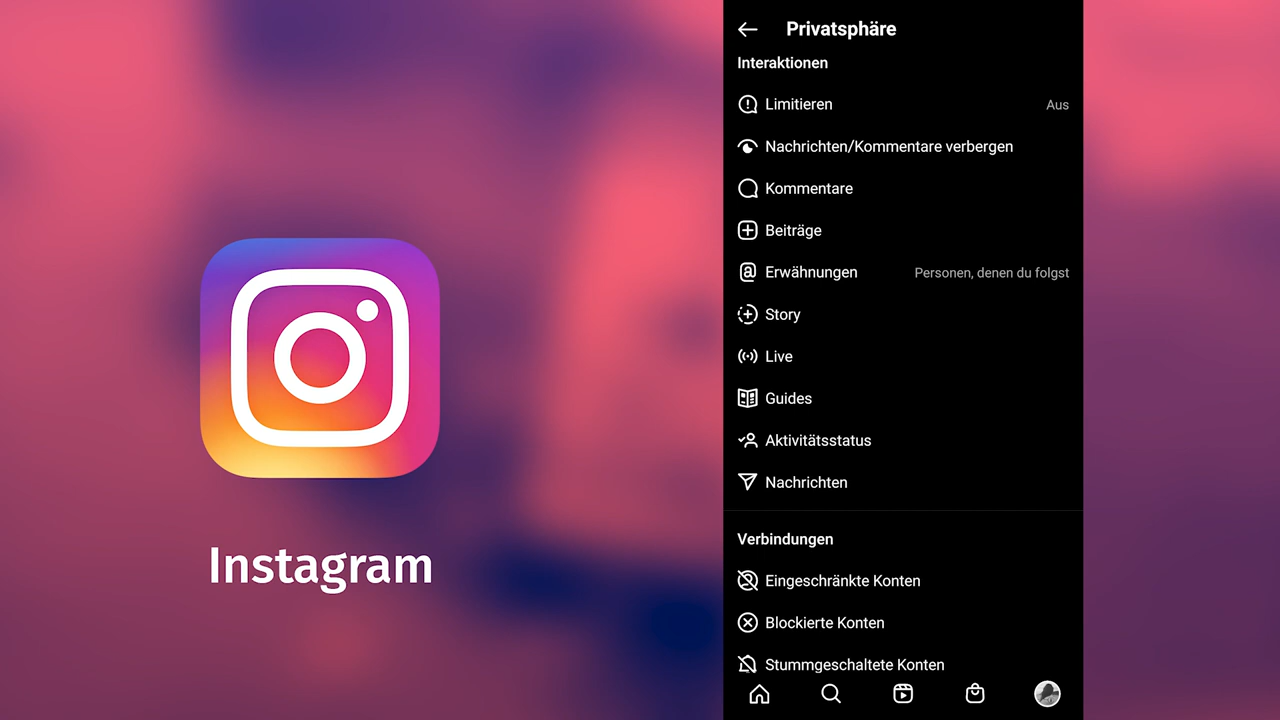 Instagram
Privatsphäre
Interaktionen
Limitieren Aus
Nachrichten/Kommentare verbergen
Kommentare
Beiträge
Erwähnungen Personen, denen du folgst
Story
Live
Guides
Aktivitätsstatus
Nachrichten
Verbindungen
Eingeschränkte Konten
Blockierte Konten
Stummgeschaltete Konten